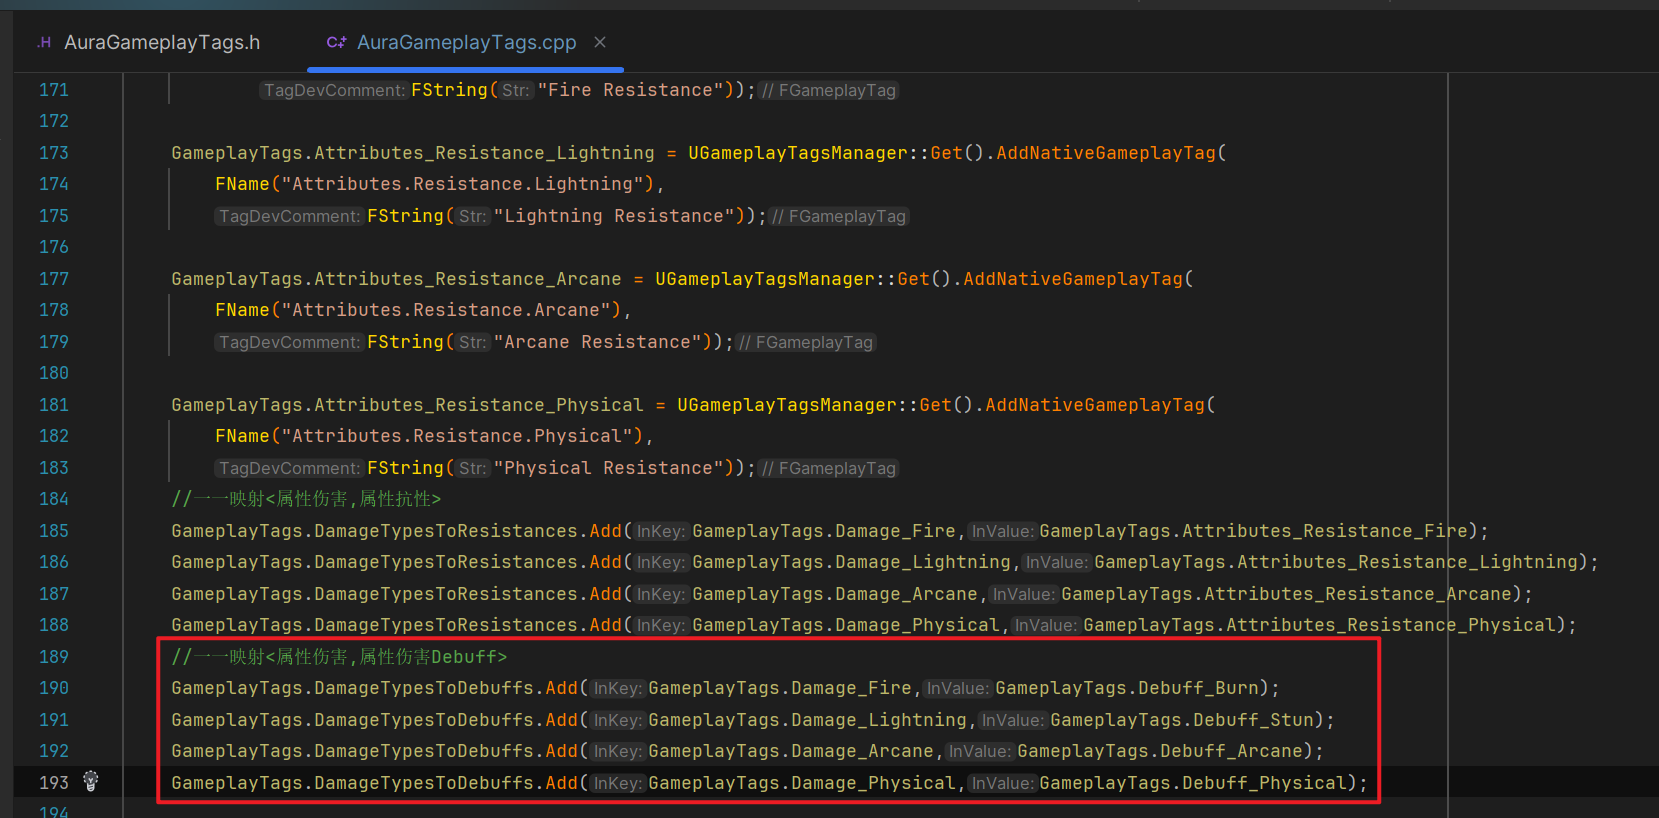 .H AuraGameplayTags.h C++ AuraGameplayTags.cpp ×
171 TagDevComment: FString( Str: "Fire Resistance")); // FGameplayTag
172
173 GameplayTags.Attributes_Resistance_Lightning = UGameplayTagsManager::Get().AddNativeGameplayTag(
174 FName("Attributes.Resistance.Lightning"),
175 TagDevComment: FString( Str: "Lightning Resistance")); // FGameplayTag
176
177 GameplayTags.Attributes_Resistance_Arcane = UGameplayTagsManager::Get().AddNativeGameplayTag(
178 FName("Attributes.Resistance.Arcane"),
179 TagDevComment: FString( Str: "Arcane Resistance")); // FGameplayTag
180
181 GameplayTags.Attributes_Resistance_Physical = UGameplayTagsManager::Get().AddNativeGameplayTag(
182 FName("Attributes.Resistance.Physical"),
183 TagDevComment: FString( Str: "Physical Resistance")); // FGameplayTag
184 //一一映射<属性伤害,属性抗性>
185 GameplayTags.DamageTypesToResistances.Add( InKey: GameplayTags.Damage_Fire, InValue: GameplayTags.Attributes_Resistance_Fire);
186 GameplayTags.DamageTypesToResistances.Add( InKey: GameplayTags.Damage_Lightning, InValue: GameplayTags.Attributes_Resistance_Lightning);
187 GameplayTags.DamageTypesToResistances.Add( InKey: GameplayTags.Damage_Arcane, InValue: GameplayTags.Attributes_Resistance_Arcane);
188 GameplayTags.DamageTypesToResistances.Add( InKey: GameplayTags.Damage_Physical, InValue: GameplayTags.Attributes_Resistance_Physical);
189 //一一映射<属性伤害,属性伤害Debuff>
190 GameplayTags.DamageTypesToDebuffs.Add( InKey: GameplayTags.Damage_Fire, InValue: GameplayTags.Debuff_Burn);
191 GameplayTags.DamageTypesToDebuffs.Add( InKey: GameplayTags.Damage_Lightning, InValue: GameplayTags.Debuff_Stun);
192 GameplayTags.DamageTypesToDebuffs.Add( InKey: GameplayTags.Damage_Arcane, InValue: GameplayTags.Debuff_Arcane);
193 GameplayTags.DamageTypesToDebuffs.Add( InKey: GameplayTags.Damage_Physical, InValue: GameplayTags.Debuff_Physical);
194